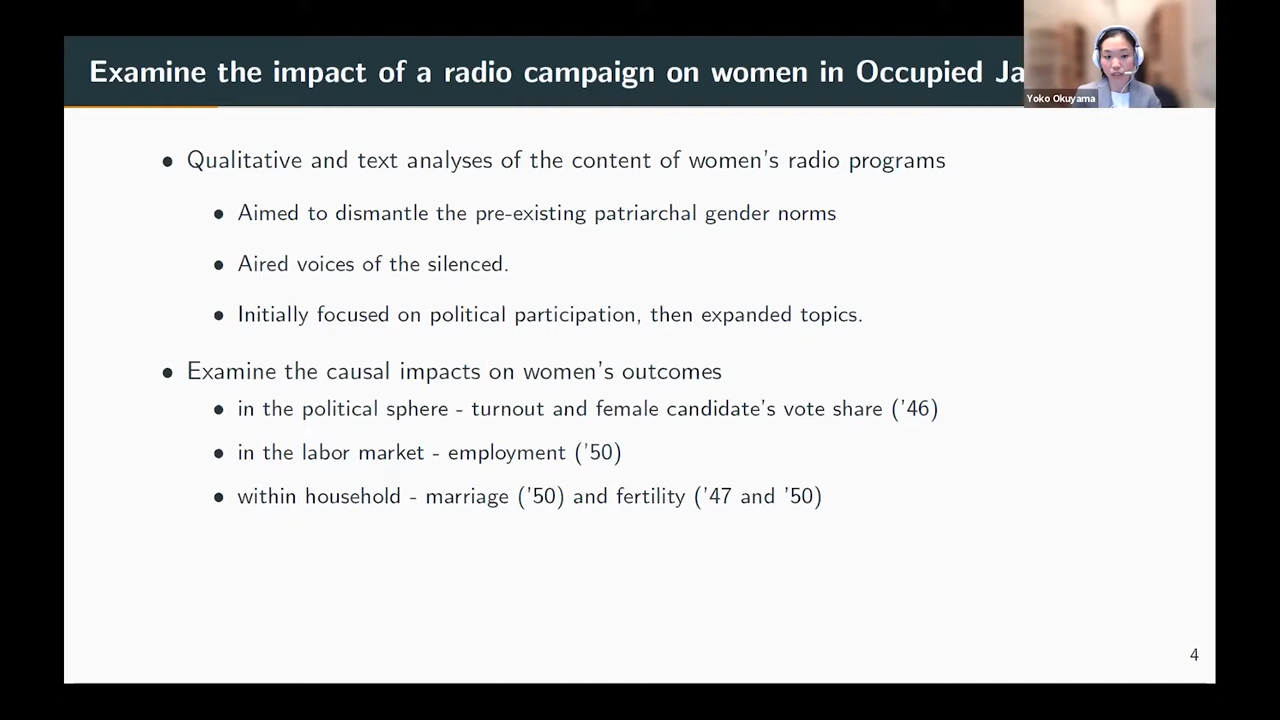 Examine the impact of a radio campaign on women in Occupied Ja
Yoko Okuyama
• Qualitative and text analyses of the content of women's radio programs
• Aimed to dismantle the pre-existing patriarchal gender norms
• Aired voices of the silenced.
• Initially focused on political participation, then expanded topics.
• Examine the causal impacts on women's outcomes
• in the political sphere - turnout and female candidate's vote share ('46)
• in the labor market - employment ('50)
• within household - marriage ('50) and fertility ('47 and '50)
4